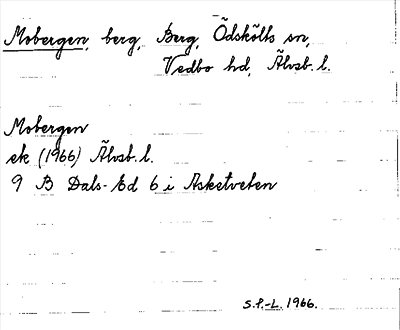 Mobergen, berg, Berg, Ödskölts sn,
Vedbo hd, Älvsb. l.
Mobergen
ek (1966) Älvsb. l.
9 B Dals-Ed 6 i Asketveten
S.P.-L. 1966.